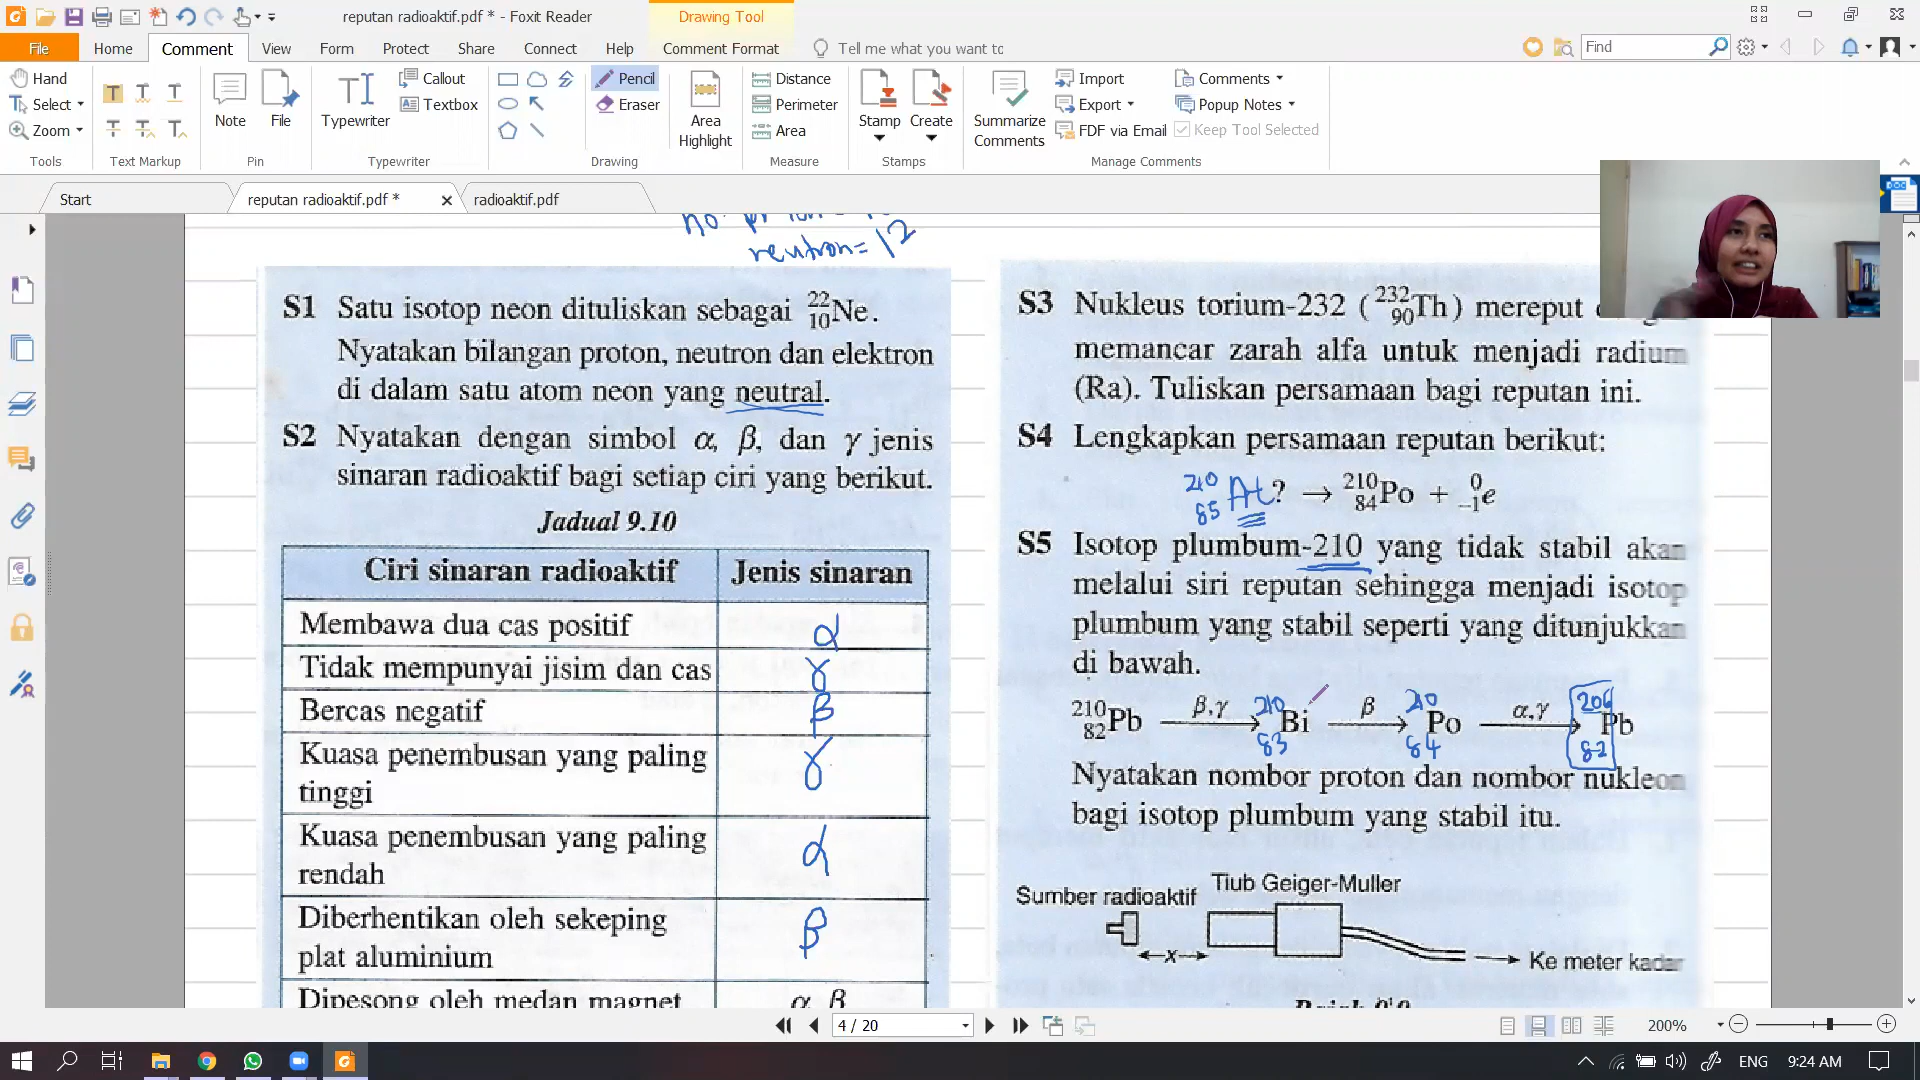 reputan radioaktif.pdf * - Foxit Reader
Drawing Tool
File Home Comment View Form Protect Share Connect Help Comment Format Tell me what you want to Find
Hand
Select
Zoom
Tools
Text Markup
Note
File
Pin
Typewriter
Callout
Textbox
Typewriter
Pencil
Eraser
Drawing
Area Highlight
Distance
Perimeter
Area
Measure
Stamp
Create
Stamps
Summarize Comments
Import
Export
FDF via Email
Comments
Popup Notes
Keep Tool Selected
Manage Comments
Start
reputan radioaktif.pdf *
radioaktif.pdf
DOC
neutron = 12
S1 Satu isotop neon dituliskan sebagai ²²₁₀Ne.
Nyatakan bilangan proton, neutron dan elektron
di dalam satu atom neon yang neutral.
S2 Nyatakan dengan simbol α, β, dan γ jenis
sinaran radioaktif bagi setiap ciri yang berikut.
Jadual 9.10
Ciri sinaran radioaktif Jenis sinaran
Membawa dua cas positif α
Tidak mempunyai jisim dan cas γ
Bercas negatif β
Kuasa penembusan yang paling
tinggi γ
Kuasa penembusan yang paling
rendah α
Diberhentikan oleh sekeping
plat aluminium β
Dipesong oleh medan magnet α, β
S3 Nukleus torium-232 (²³²₉₀Th) mereput
memancar zarah alfa untuk menjadi radium
(Ra). Tuliskan persamaan bagi reputan ini.
S4 Lengkapkan persamaan reputan berikut:
²¹⁰₈₅At ? → ²¹⁰₈₄Po + ⁰₋₁e
S5 Isotop plumbum-210 yang tidak stabil akan
melalui siri reputan sehingga menjadi isotop
plumbum yang stabil seperti yang ditunjukkan
di bawah.
²¹⁰₈₂Pb β,γ → ²¹⁰₈₃Bi β → ²¹⁰₈₄Po α,γ → ²⁰⁶₈₂Pb
Nyatakan nombor proton dan nombor nukleon
bagi isotop plumbum yang stabil itu.
Tiub Geiger-Muller
Sumber radioaktif
x
Ke meter kadar
4 / 20
200%
ENG 9:24 AM